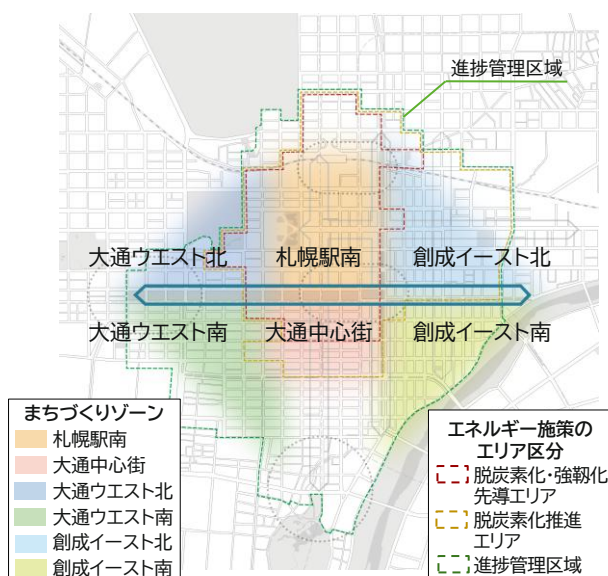 進捗管理区域
大通ウエスト北
札幌駅南
創成イースト北
大通ウエスト南
大通中心街
創成イースト南
まちづくりゾーン
札幌駅南
大通中心街
大通ウエスト北
大通ウエスト南
創成イースト北
創成イースト南
エネルギー施策の
エリア区分
脱炭素化・強靱化
先導エリア
脱炭素化推進
エリア
進捗管理区域